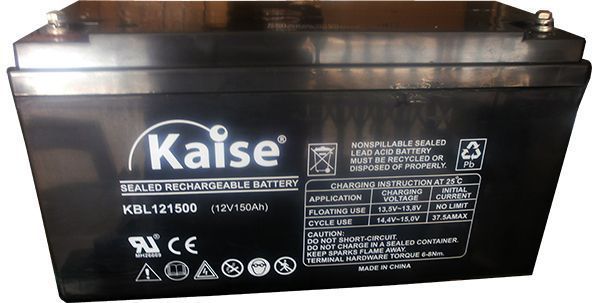 Kaise®
SEALED RECHARGEABLE BATTERY
KBL121500 (12V150Ah)
MH26669
NONSPILLABLE SEALED
LEAD ACID BATTERY
MUST BE RECYCLED OR
DISPOSED OF PROPERLY.
Pb
CHARGING INSTRUCTION AT 25°C
APPLICATION CHARGING VOLTAGE INITIAL CURRENT
FLOATING USE 13,5V~13,8V NO LIMIT
CYCLE USE 14,4V~15,0V 37.5AMAX
CAUTION:
DO NOT SHORT-CIRCUIT.
DO NOT CHARGE IN A SEALED CONTAINER.
KEEP SPARKS FLAME AWAY.
TERMINAL HARDWARE TORQUE 6-8Nm.
MADE IN CHINA